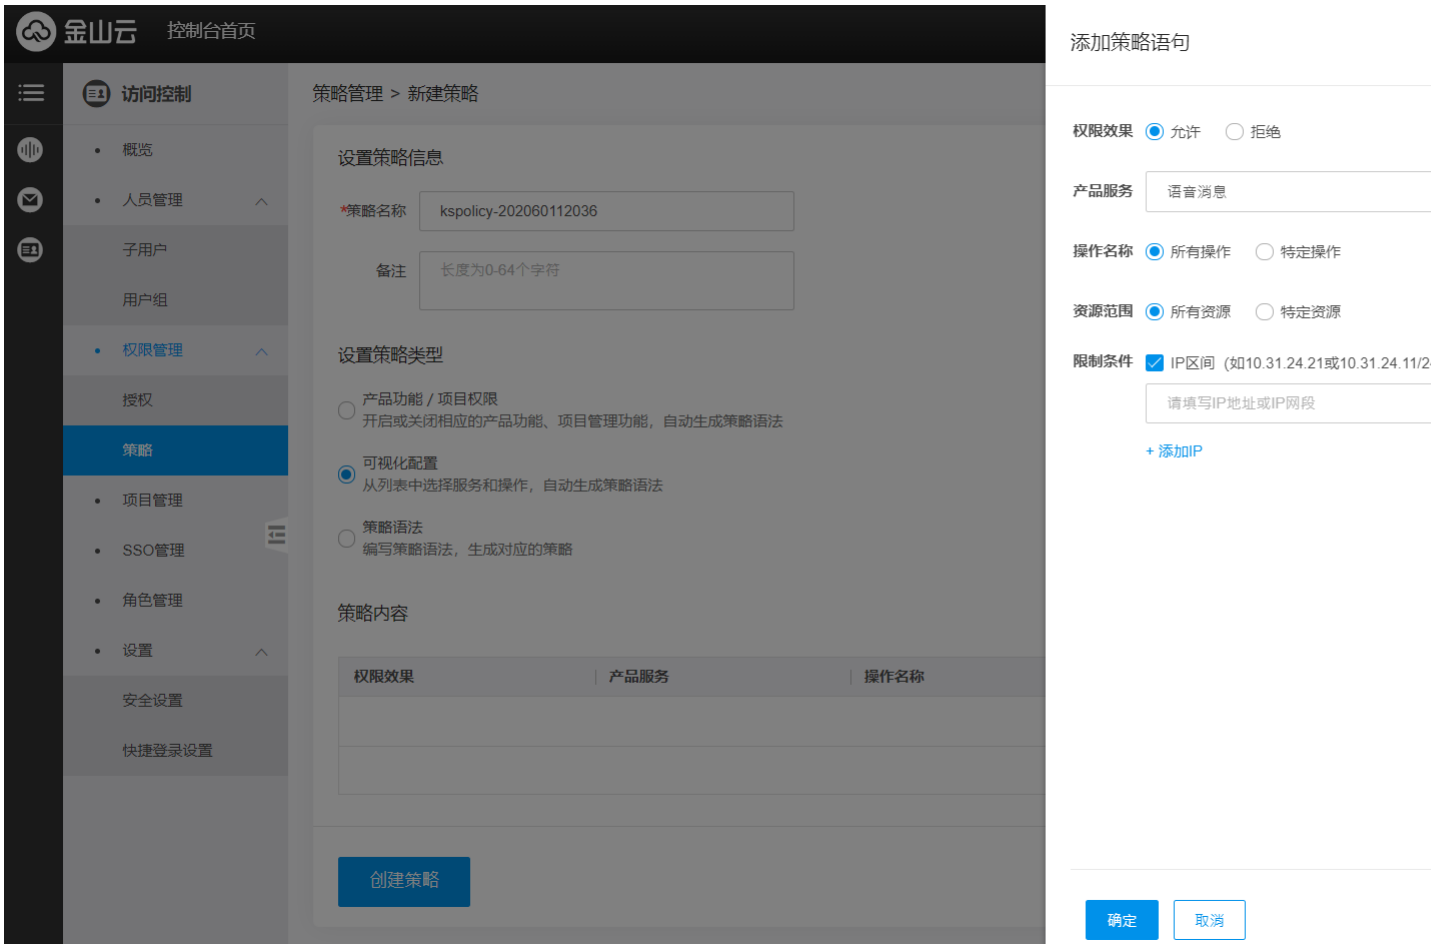 金山云 控制台首页
访问控制
概览
人员管理
子用户
用户组
权限管理
授权
策略
项目管理
SSO管理
角色管理
设置
安全设置
快捷登录设置
策略管理 > 新建策略
设置策略信息
*策略名称 kspolicy-202060112036
备注 长度为0-64个字符
设置策略类型
产品功能 / 项目权限
开启或关闭相应的产品功能、项目管理功能，自动生成策略语法
可视化配置
从列表中选择服务和操作，自动生成策略语法
策略语法
编写策略语法，生成对应的策略
策略内容
权限效果 产品服务 操作名称
创建策略
添加策略语句
权限效果 允许 拒绝
产品服务 语音消息
操作名称 所有操作 特定操作
资源范围 所有资源 特定资源
限制条件 IP区间（如10.31.24.21或10.31.24.11/2
请填写IP地址或IP网段
+ 添加IP
确定 取消